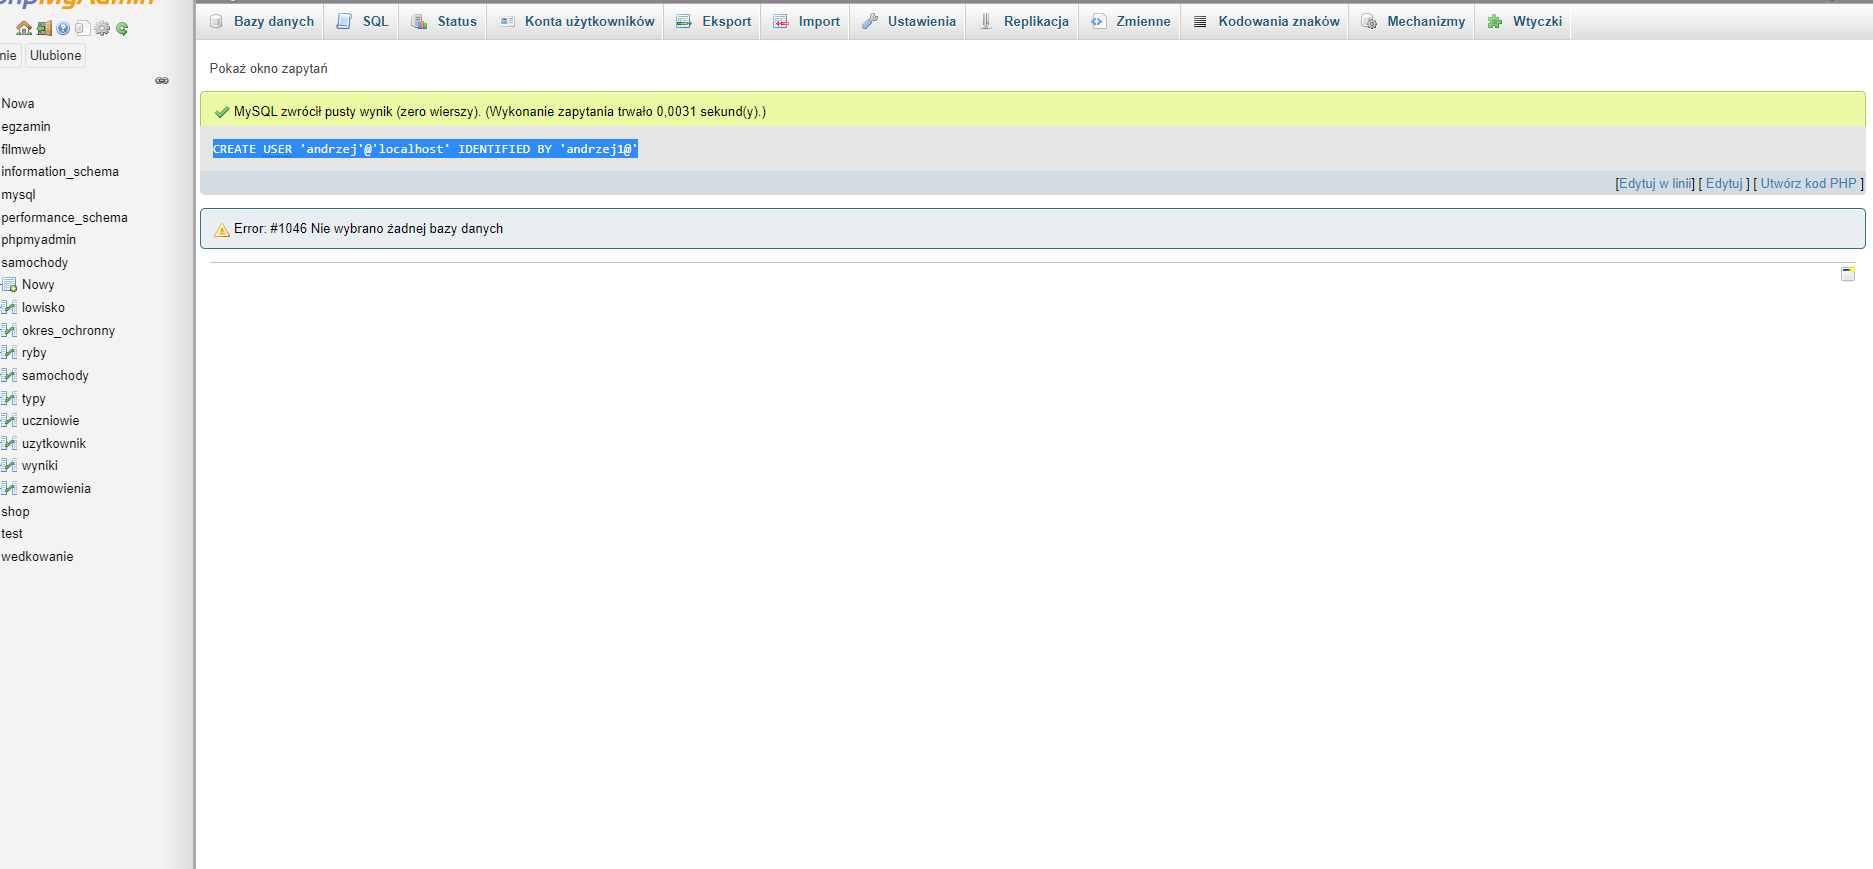 phpMyAdmin
nie Ulubione
Nowa
egzamin
filmweb
information_schema
mysql
performance_schema
phpmyadmin
samochody
Nowy
lowisko
okres_ochronny
ryby
samochody
typy
uczniowie
uzytkownik
wyniki
zamowienia
shop
test
wedkowanie
Bazy danych SQL Status Konta użytkowników Eksport Import Ustawienia Replikacja Zmienne Kodowania znaków Mechanizmy Wtyczki
Pokaż okno zapytań
MySQL zwrócił pusty wynik (zero wierszy). (Wykonanie zapytania trwało 0,0031 sekund(y).)
CREATE USER 'andrzej'@'localhost' IDENTIFIED BY 'andrzej1@'
[Edytuj w linii] [ Edytuj ] [ Utwórz kod PHP ]
Error: #1046 Nie wybrano żadnej bazy danych